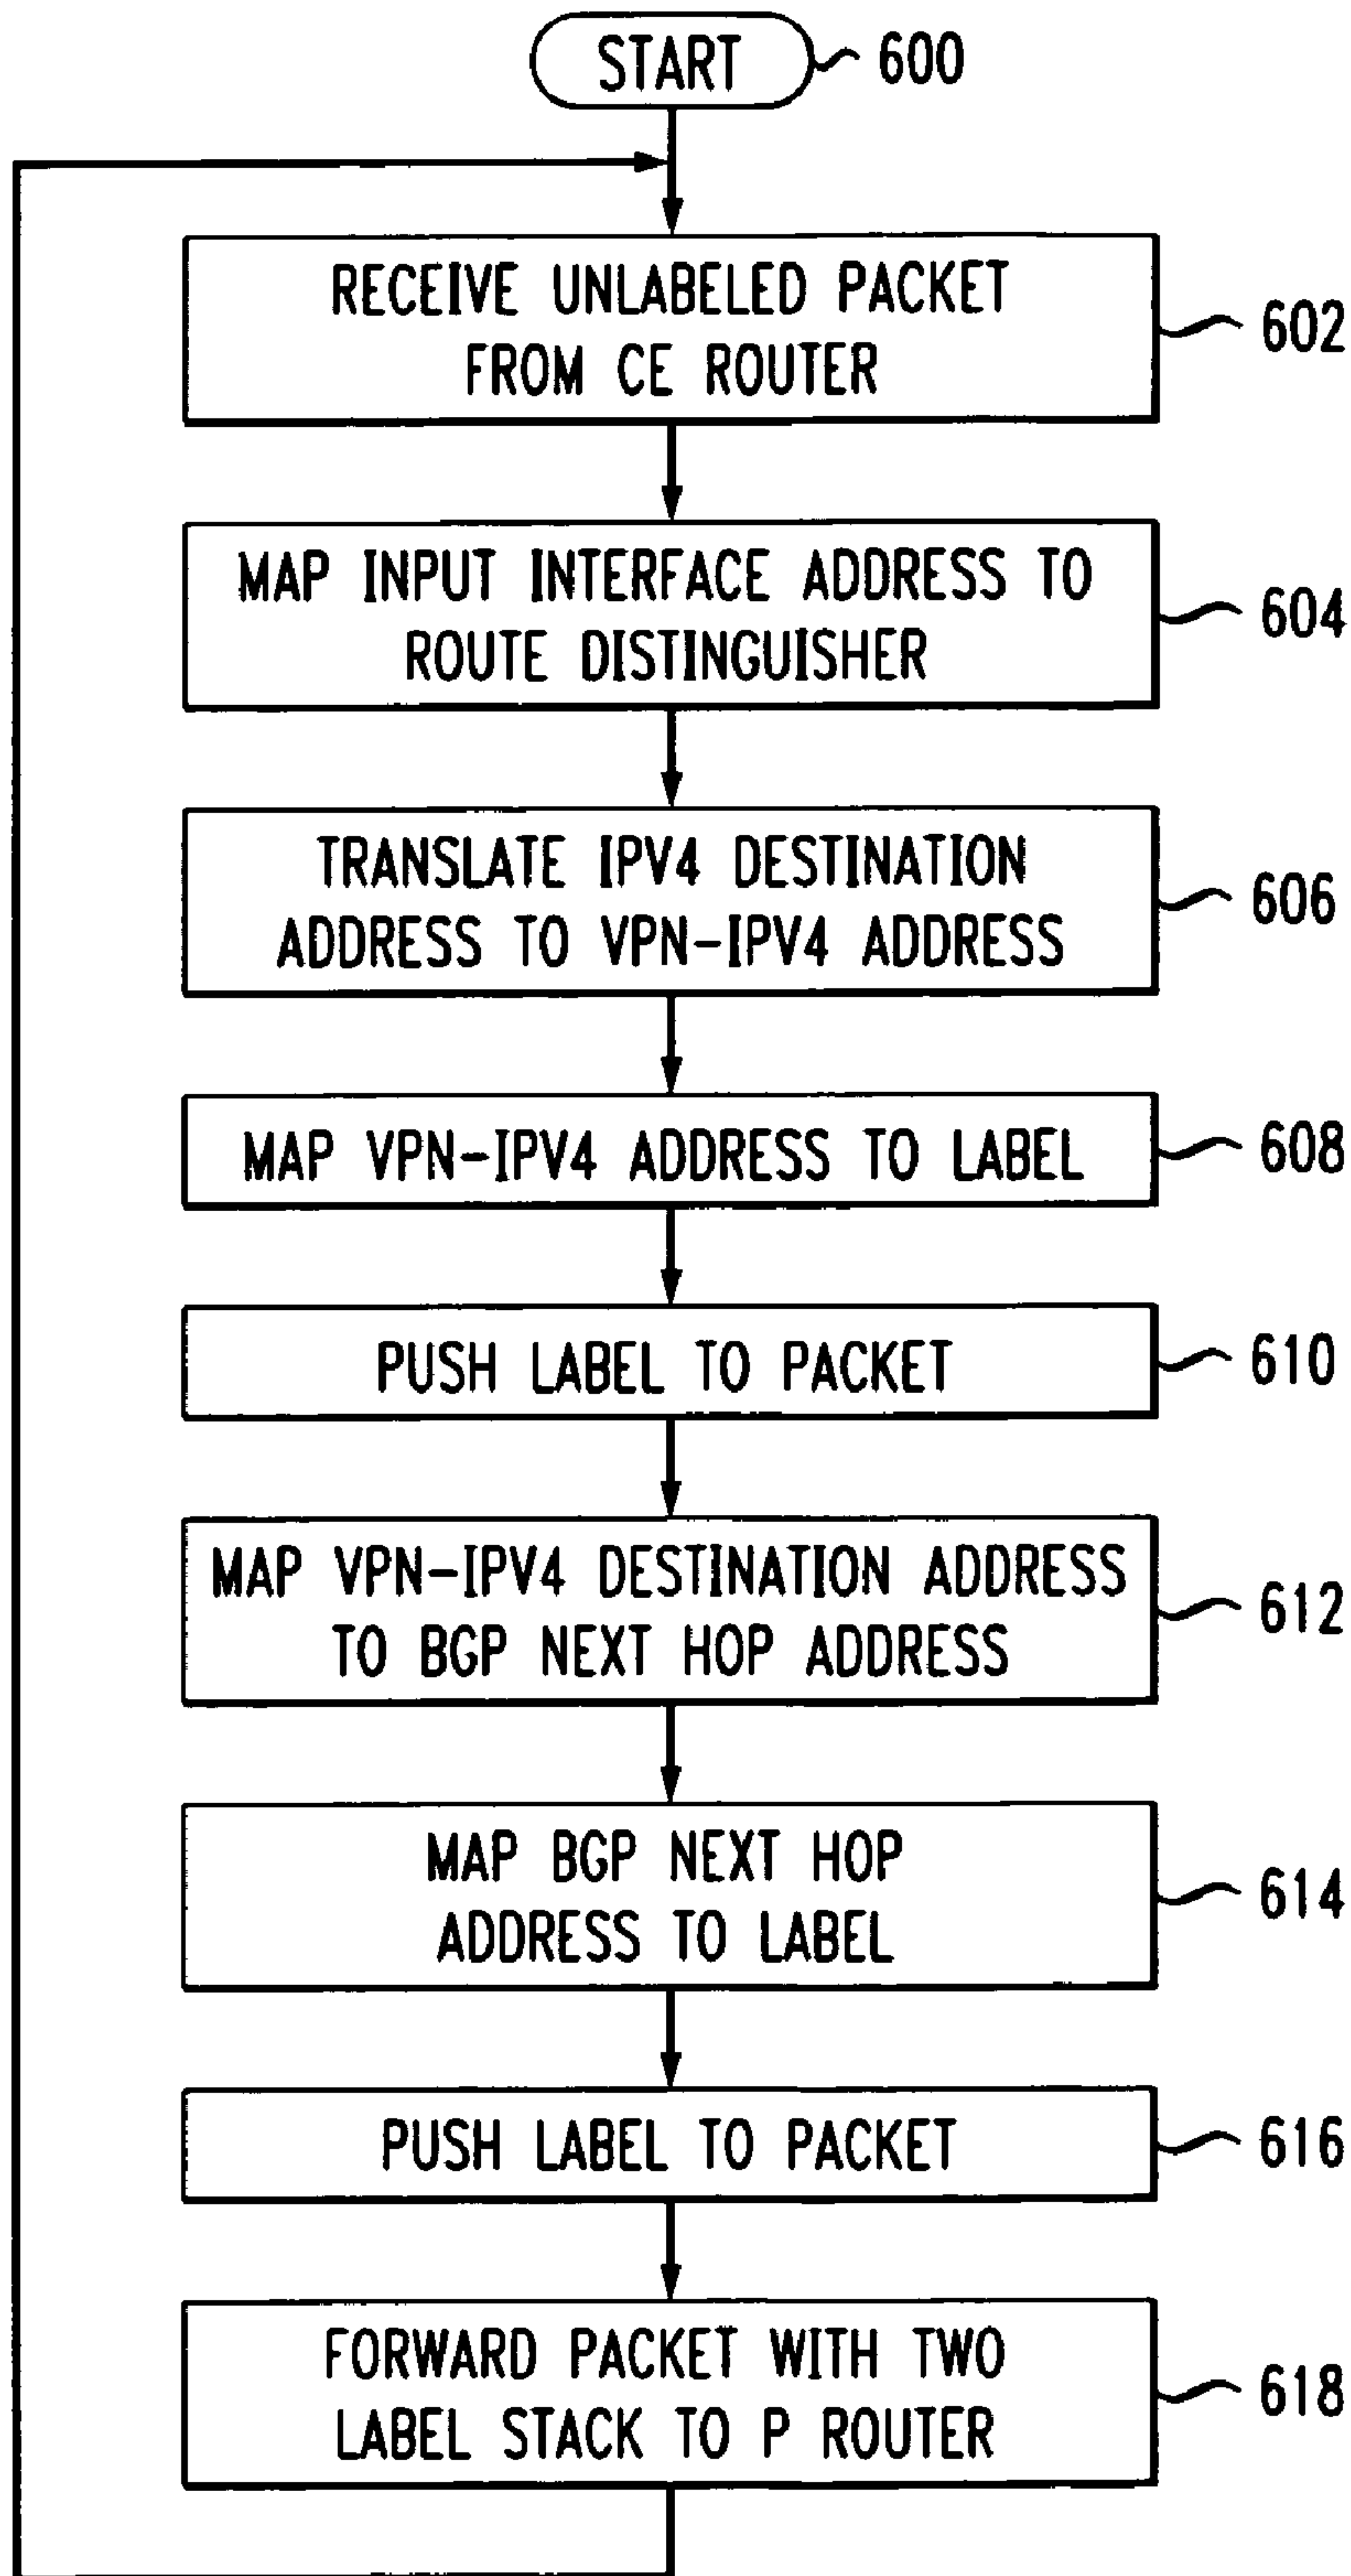 START
600
RECEIVE UNLABELED PACKET
FROM CE ROUTER
602
MAP INPUT INTERFACE ADDRESS TO
ROUTE DISTINGUISHER
604
TRANSLATE IPV4 DESTINATION
ADDRESS TO VPN-IPV4 ADDRESS
606
MAP VPN-IPV4 ADDRESS TO LABEL
608
PUSH LABEL TO PACKET
610
MAP VPN-IPV4 DESTINATION ADDRESS
TO BGP NEXT HOP ADDRESS
612
MAP BGP NEXT HOP
ADDRESS TO LABEL
614
PUSH LABEL TO PACKET
616
FORWARD PACKET WITH TWO
LABEL STACK TO P ROUTER
618